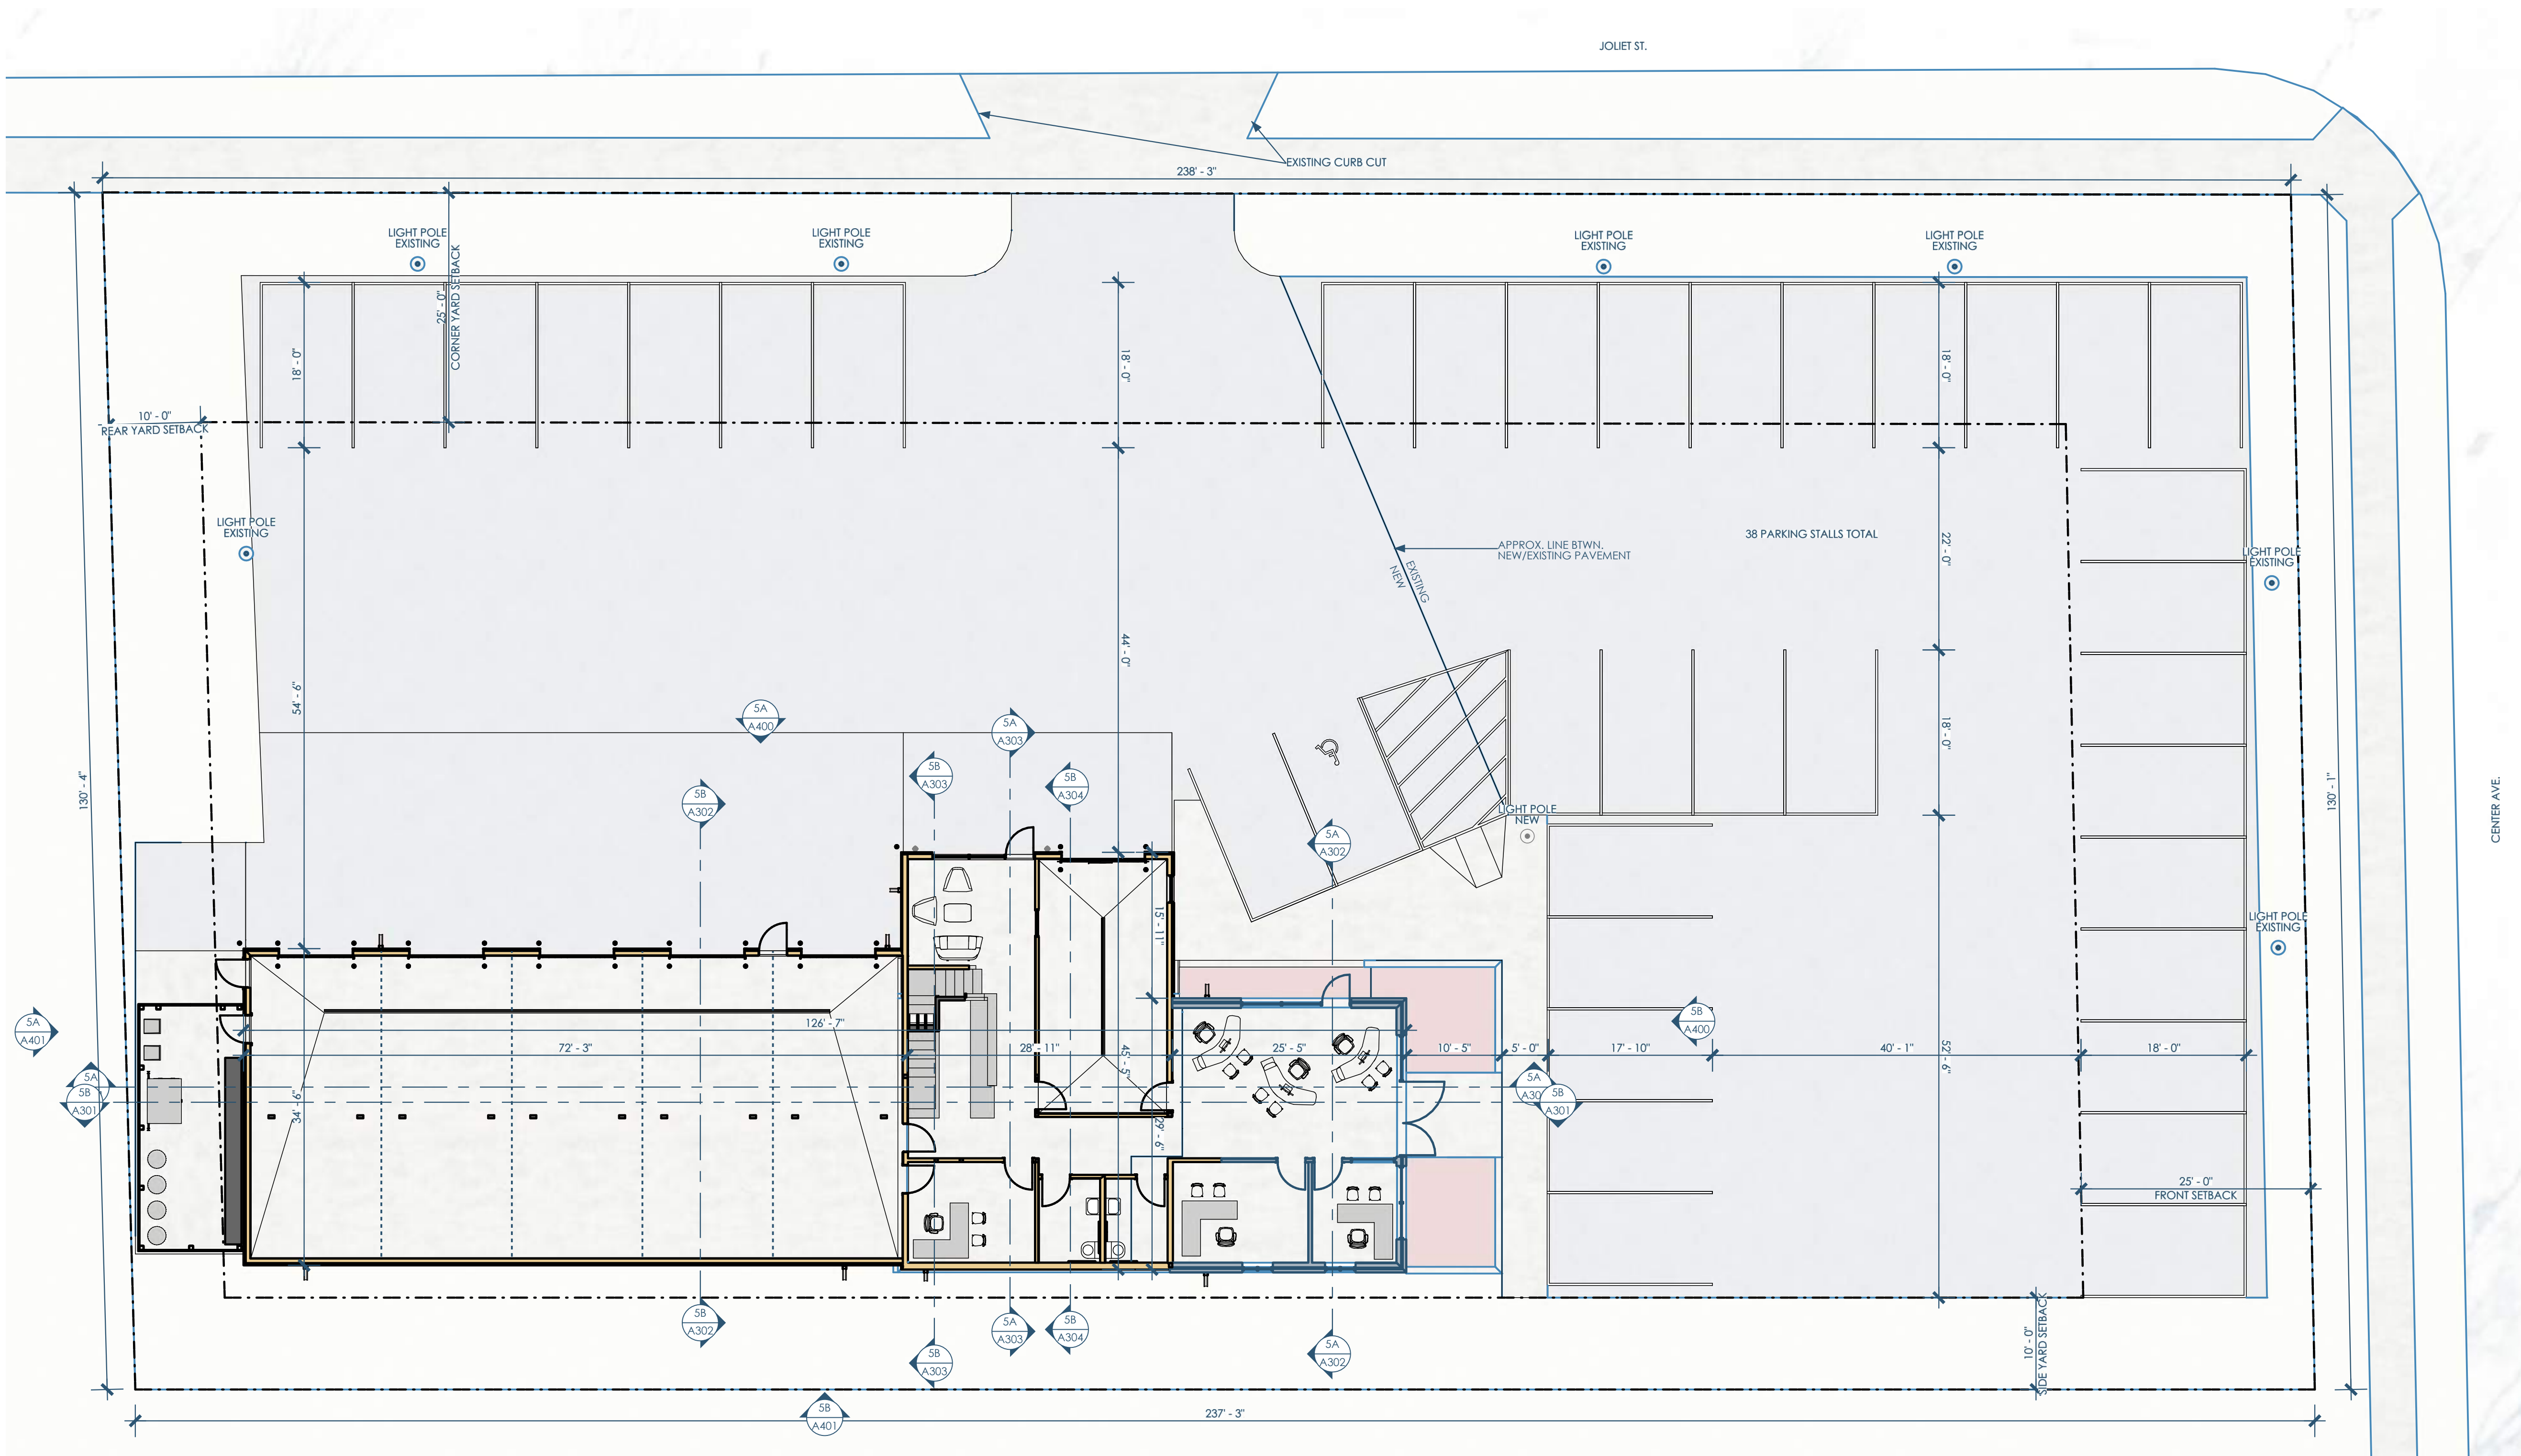 JOLIET ST.
EXISTING CURB CUT
238' - 3"
LIGHT POLE
EXISTING
LIGHT POLE
EXISTING
LIGHT POLE
EXISTING
LIGHT POLE
EXISTING
25' - 0"
CORNER YARD SETBACK
18' - 0"
18' - 0"
18' - 0"
10' - 0"
REAR YARD SETBACK
LIGHT POLE
EXISTING
38 PARKING STALLS TOTAL
APPROX. LINE BTWN.
NEW/EXISTING PAVEMENT
EXISTING
NEW
22' - 0"
LIGHT POLE
EXISTING
44' - 0"
54' - 6"
18' - 0"
130' - 4"
130' - 1"
CENTER AVE.
5A
A400
5A
A303
5B
A303
5B
A304
5B
A302
LIGHT POLE
NEW
5A
A302
15' - 11"
LIGHT POLE
EXISTING
5A
A401
5B
A400
126' - 7"
72' - 3"
28' - 11"
45' - 5"
25' - 5"
10' - 5"
5' - 0"
17' - 10"
40' - 1"
52' - 6"
18' - 0"
5A
5B
A301
5A
A30
5B
A301
34' - 6"
29' - 6"
25' - 0"
FRONT SETBACK
5B
A302
5A
A303
5B
A304
5B
A303
5A
A302
10' - 0"
SIDE YARD SETBACK
5B
A401
237' - 3"